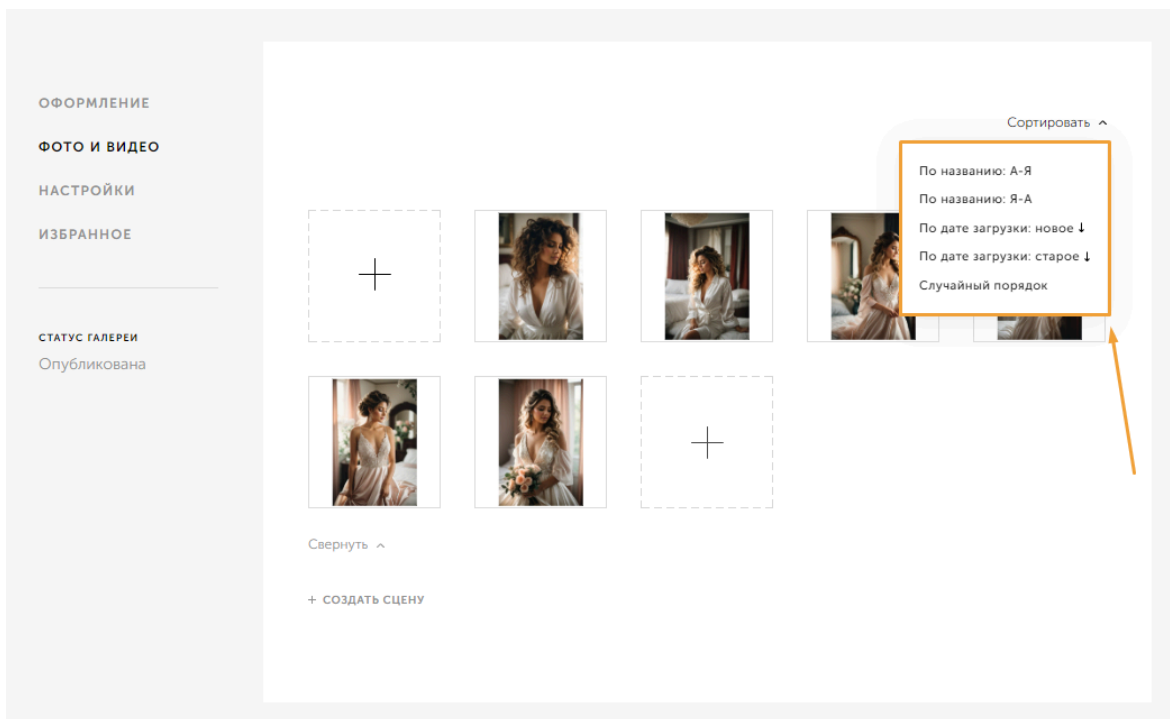 ОФОРМЛЕНИЕ
ФОТО И ВИДЕО
НАСТРОЙКИ
ИЗБРАННОЕ
СТАТУС ГАЛЕРЕИ
Опубликована
Сортировать
По названию: А-Я
По названию: Я-А
По дате загрузки: новое ↓
По дате загрузки: старое ↓
Случайный порядок
Свернуть
+ СОЗДАТЬ СЦЕНУ